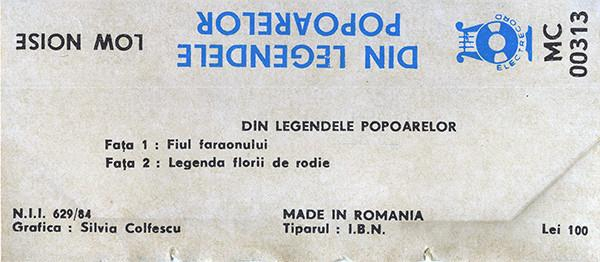 LOW NOISE
DIN LEGENDELE
POPOARELOR
ELECTRECORD
MC
00313
DIN LEGENDELE POPOARELOR
Fața 1 : Fiul faraonului
Fața 2 : Legenda florii de rodie
N.I.I. 629/84
Grafica : Silvia Colfescu
MADE IN ROMANIA
Tiparul : I.B.N.
Lei 100